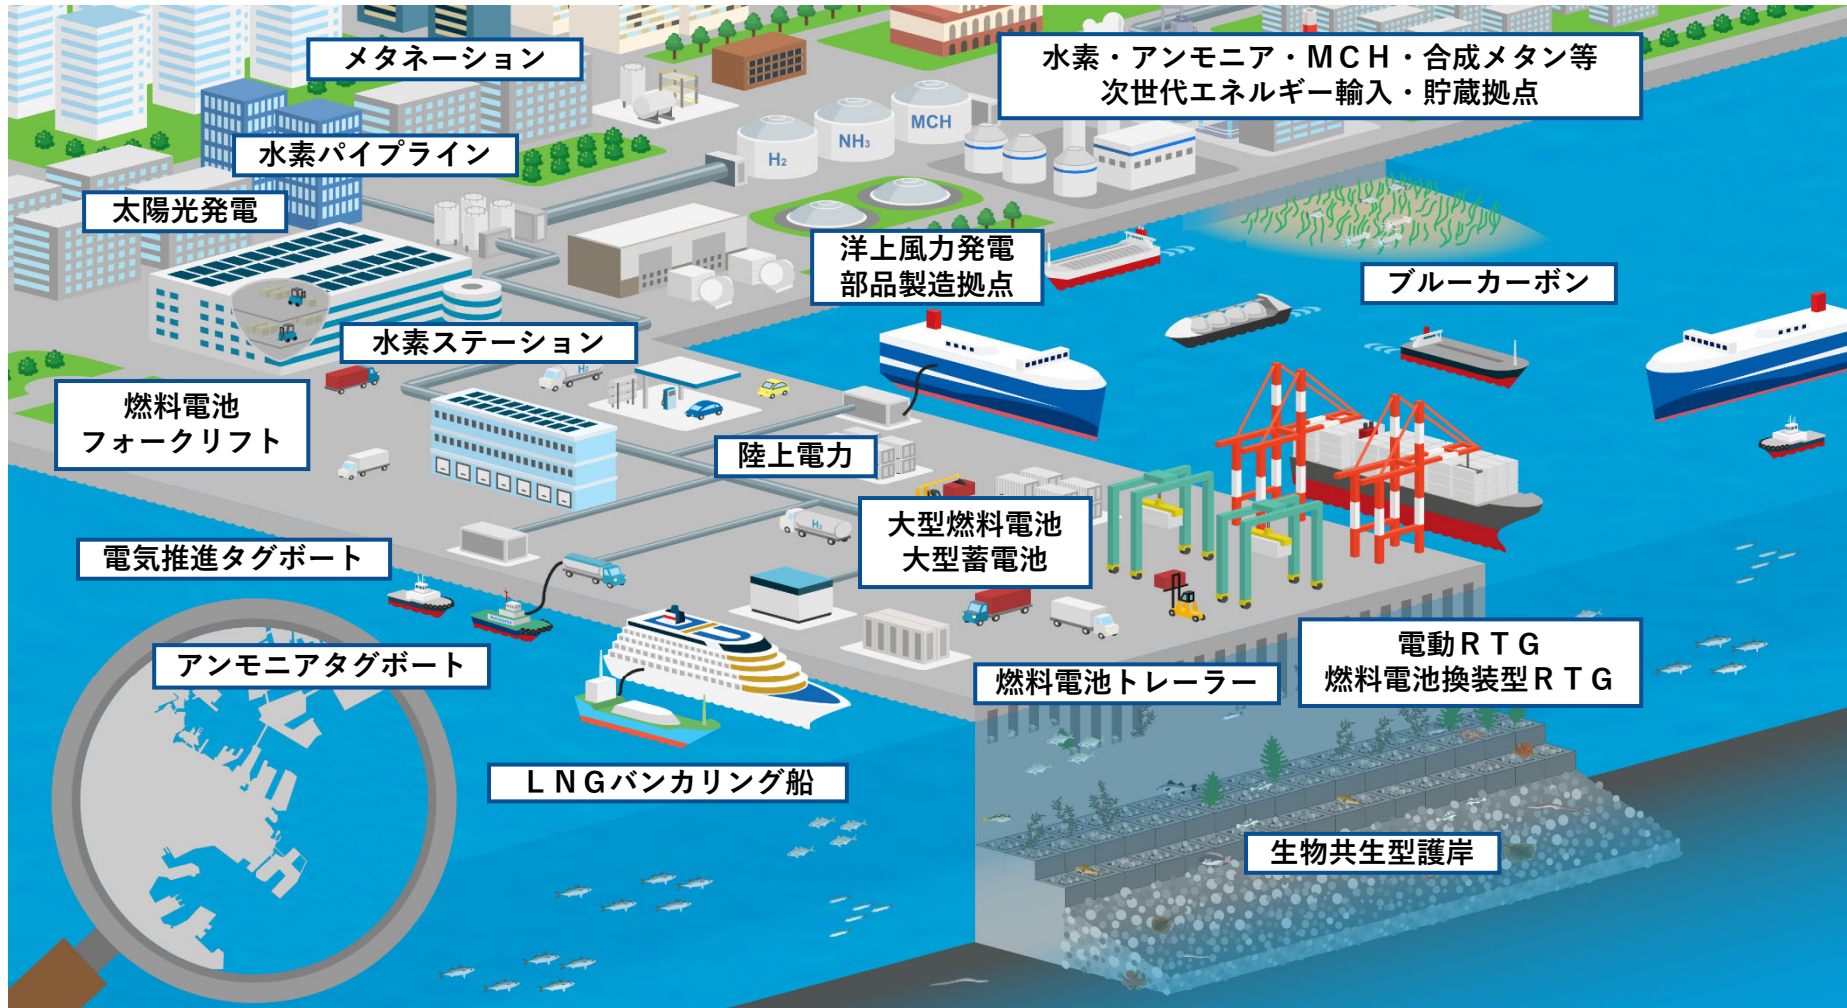 メタネーション
水素・アンモニア・ＭＣＨ・合成メタン等
次世代エネルギー輸入・貯蔵拠点
水素パイプライン
H₂
NH₃
MCH
太陽光発電
洋上風力発電
部品製造拠点
ブルーカーボン
水素ステーション
H₂
燃料電池
フォークリフト
陸上電力
大型燃料電池
大型蓄電池
H₂
電気推進タグボート
アンモニアタグボート
燃料電池トレーラー
電動ＲＴＧ
燃料電池換装型ＲＴＧ
ＬＮＧバンカリング船
生物共生型護岸